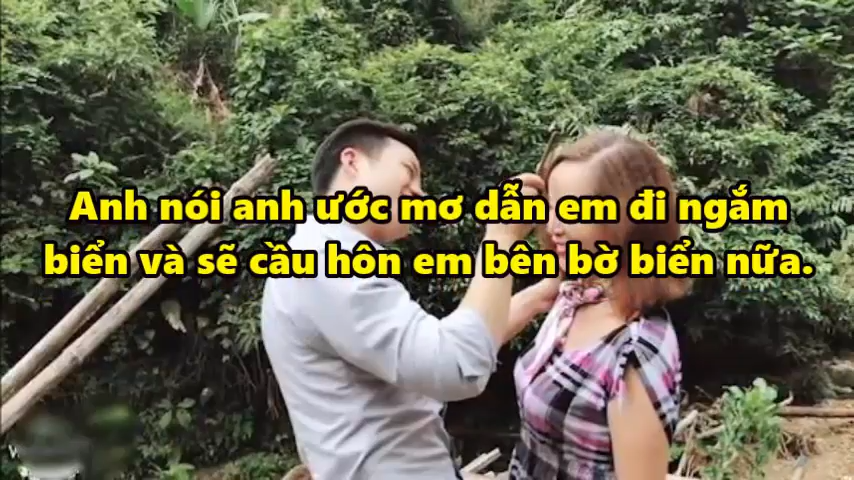 Anh nói anh ước mơ dẫn em đi ngắm
biển và sẽ cầu hôn em bên bờ biển nữa.